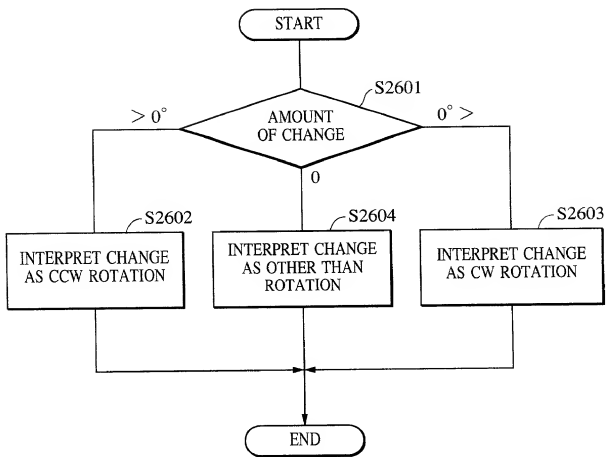 START
S2601
AMOUNT
OF CHANGE
> 0°
0° >
0
S2602
S2604
S2603
INTERPRET CHANGE
AS CCW ROTATION
INTERPRET CHANGE
AS OTHER THAN
ROTATION
INTERPRET CHANGE
AS CW ROTATION
END